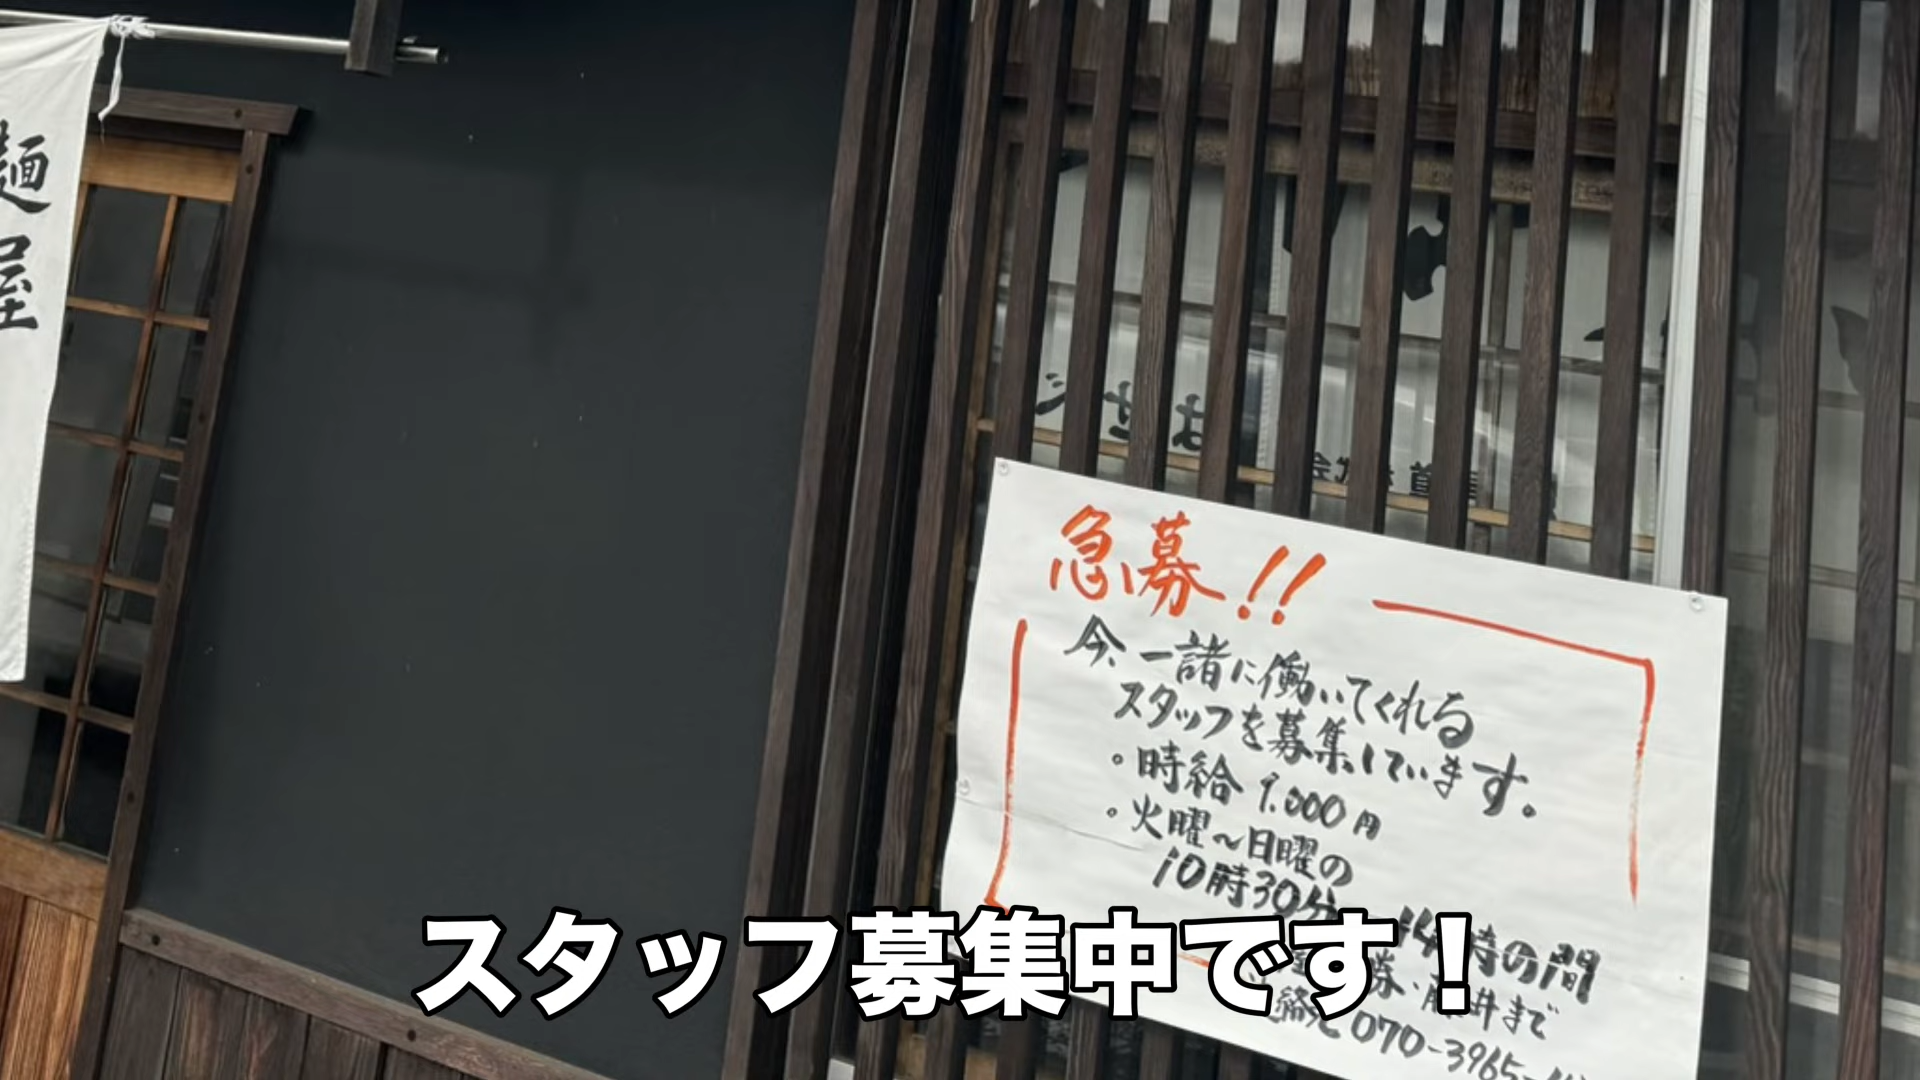 麺屋
急募!!
今、一諸に働いてくれる
スタッフを募集しています。
・時給 1.000円
・火曜〜日曜の
10時30分 14時の間
井まで
070-3965-
スタッフ募集中です！